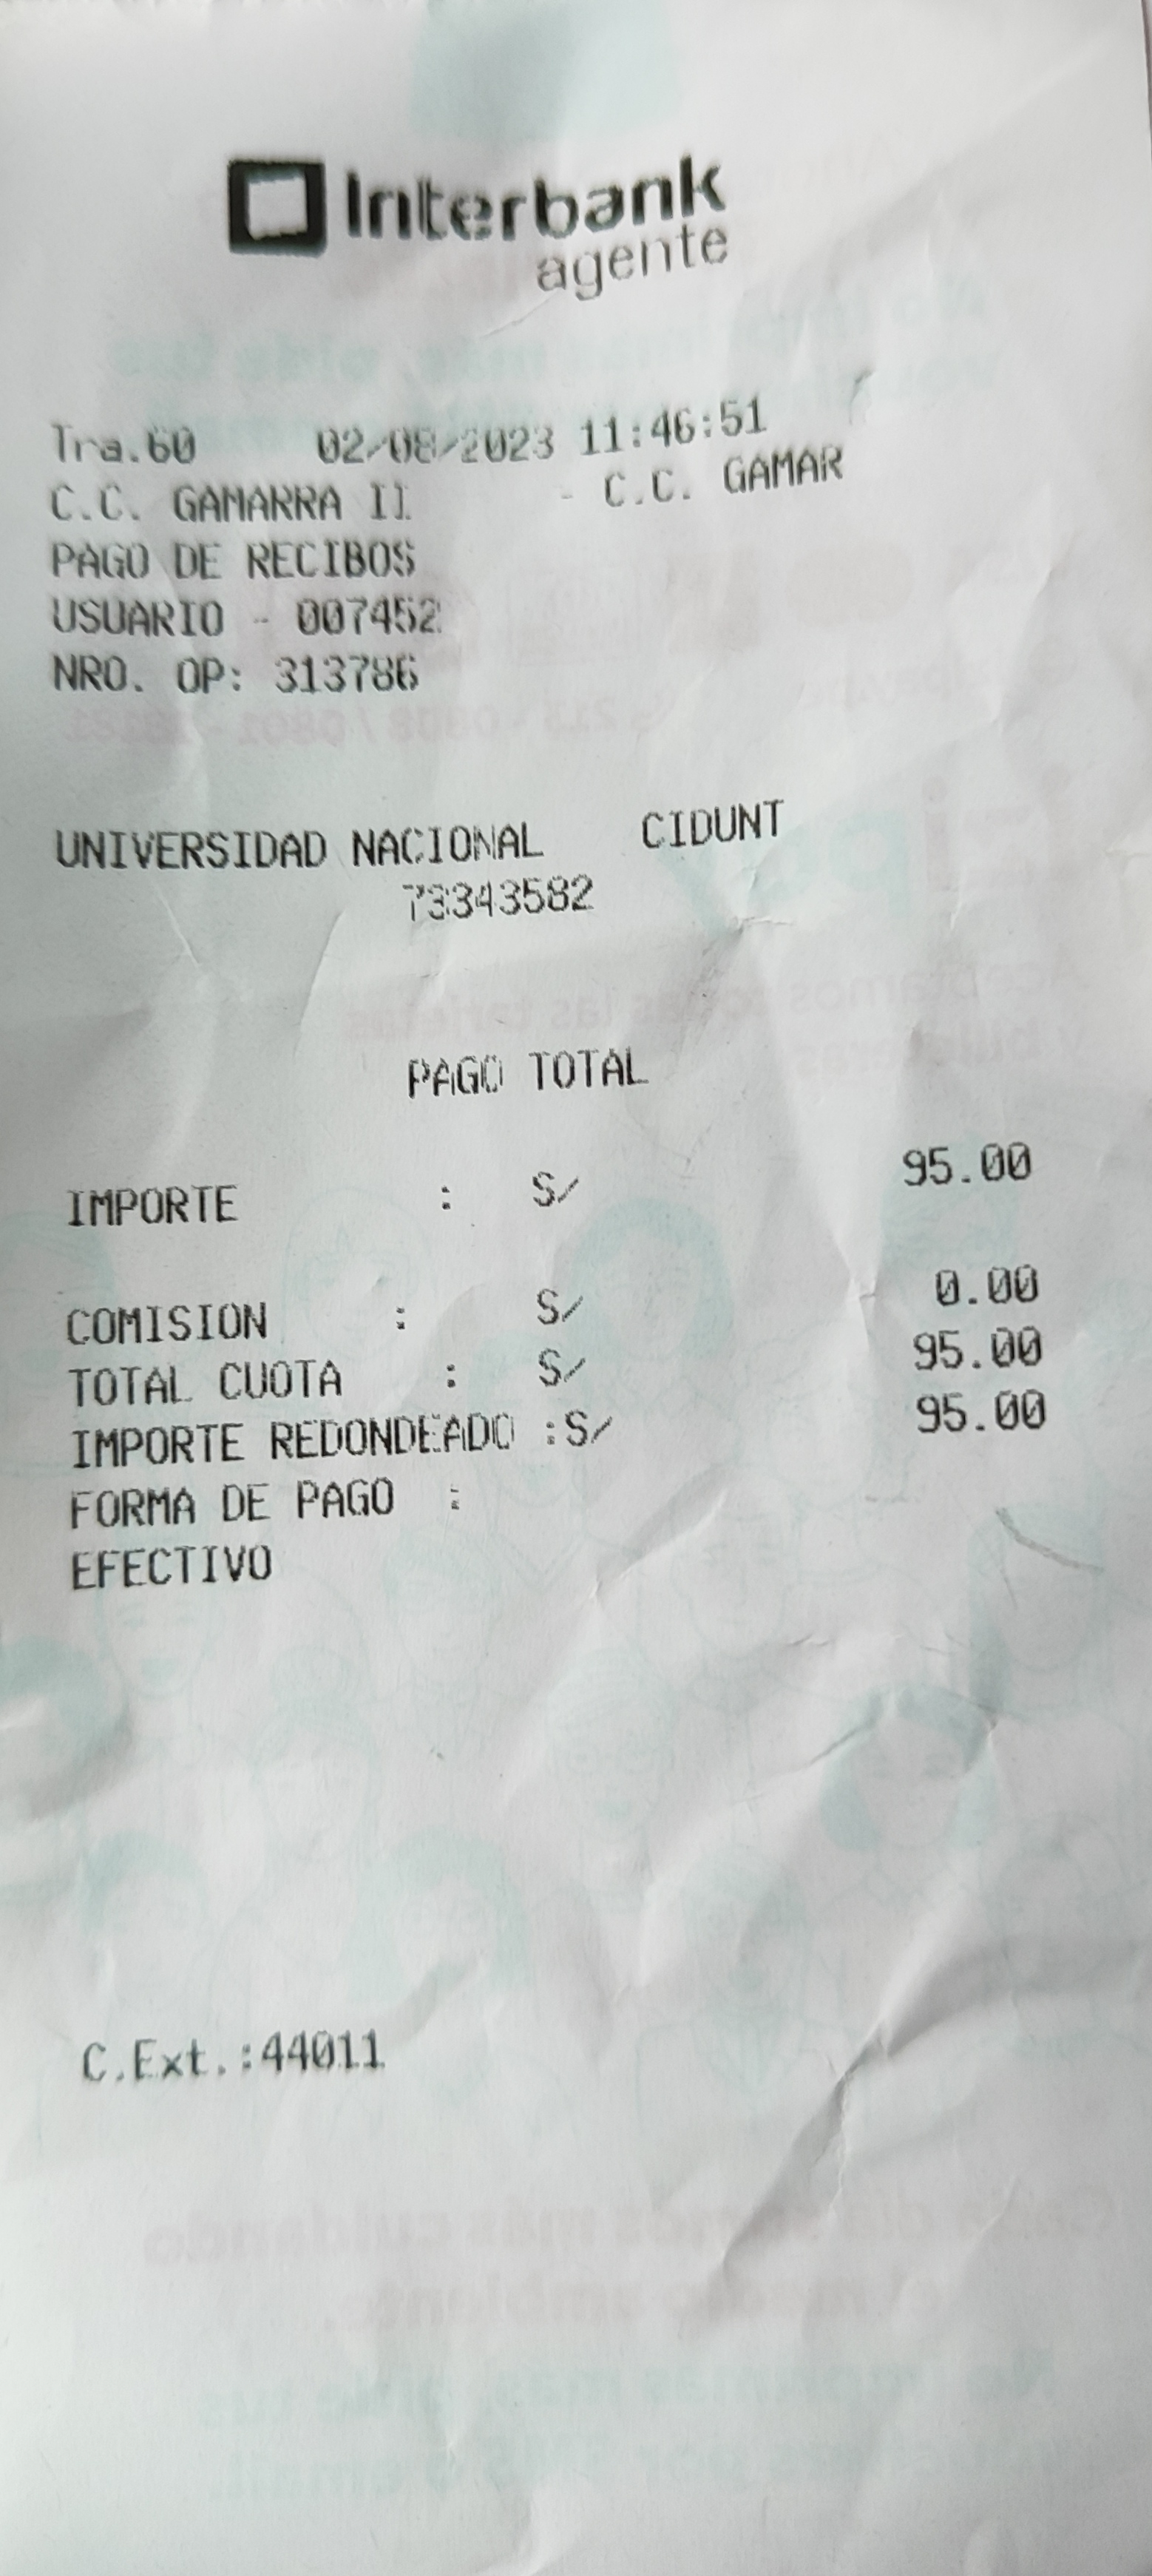 Interbank
agente
Tra.60 02/08/2023 11:46:51
C.C. GAMARRA II - C.C. GAMAR
PAGO DE RECIBOS
USUARIO - 007452
NRO. OP: 313786
UNIVERSIDAD NACIONAL CIDUNT
73343582
PAGO TOTAL
IMPORTE : S/ 95.00
COMISION : S/ 0.00
TOTAL CUOTA : S/ 95.00
IMPORTE REDONDEADO :S/ 95.00
FORMA DE PAGO :
EFECTIVO
C.Ext.:44011